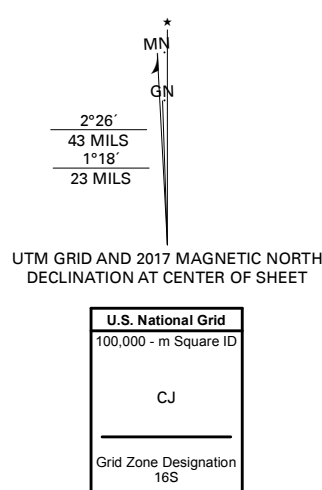 ★
MN
GN
2°26´
43 MILS
1°18´
23 MILS
UTM GRID AND 2017 MAGNETIC NORTH
DECLINATION AT CENTER OF SHEET
U.S. National Grid
100,000 - m Square ID
CJ
Grid Zone Designation
16S